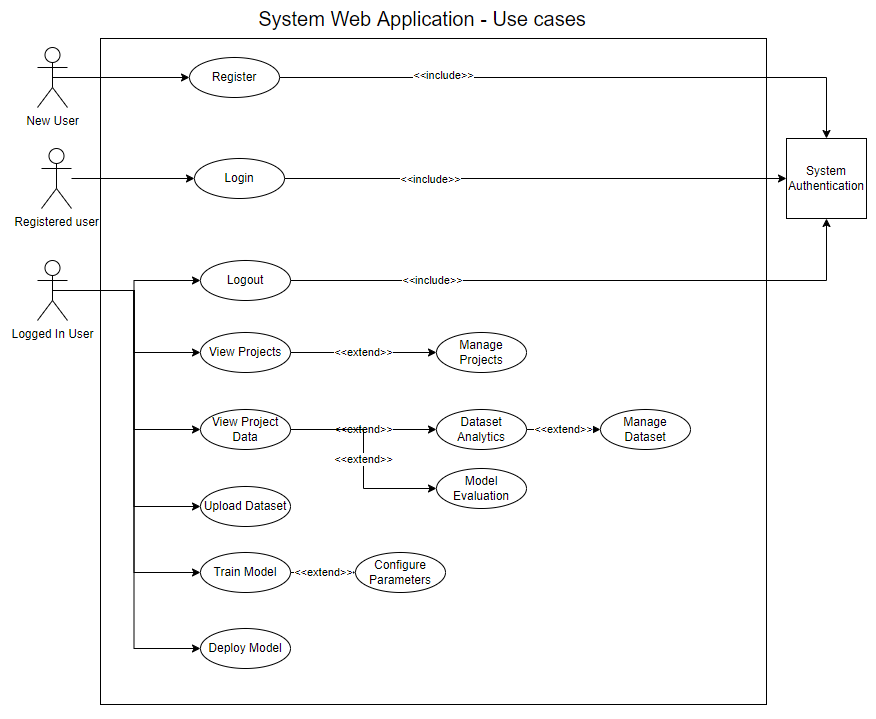 System Web Application - Use cases
Register
<<include>>
New User
Login
<<include>>
System
Authentication
Registered user
Logout
<<include>>
Logged In User
View Projects
<<extend>>
Manage
Projects
View Project
Data
<<extend>>
Dataset
Analytics
<<extend>>
Manage
Dataset
<<extend>>
Model
Evaluation
Upload Dataset
Train Model
<<extend>>
Configure
Parameters
Deploy Model